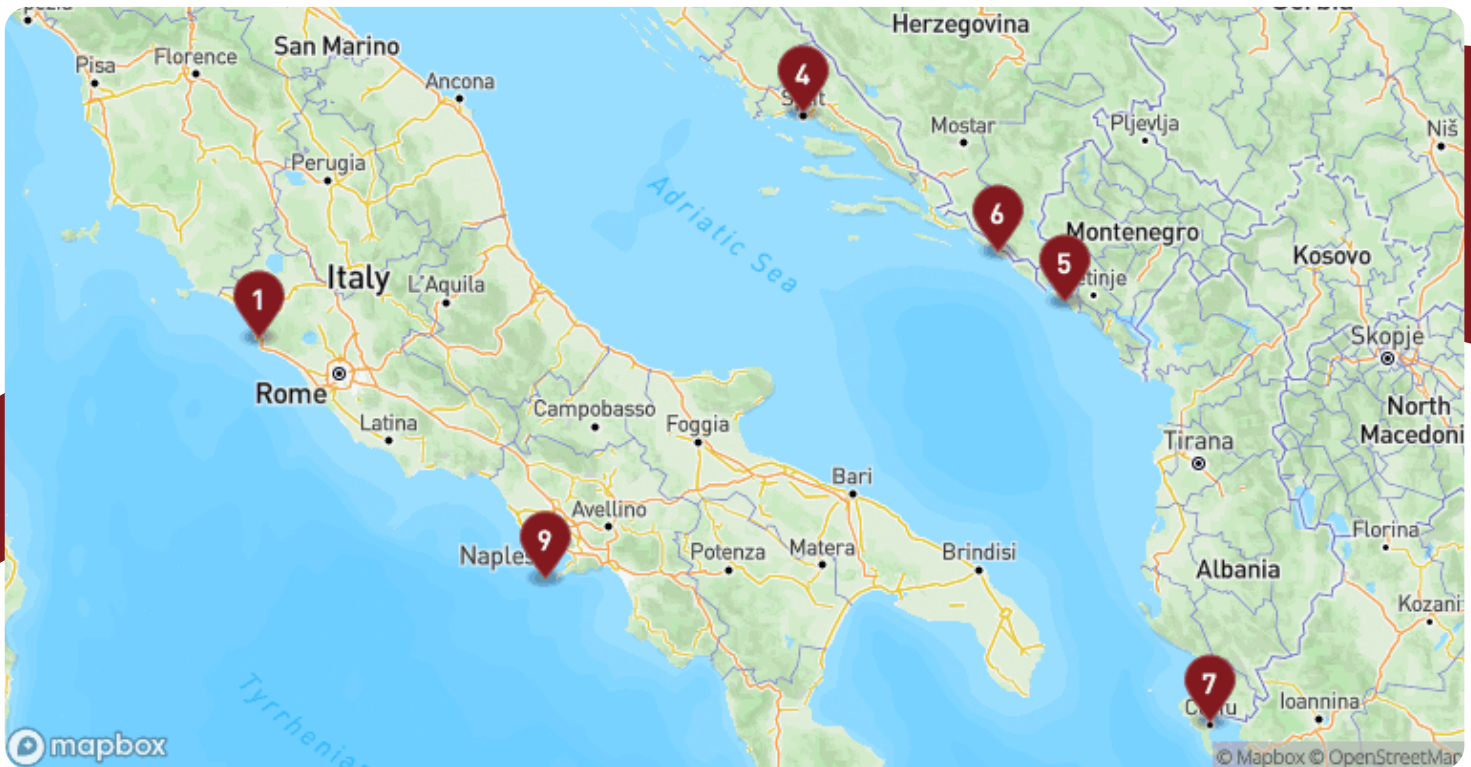 Herzegovina
San Marino
Florence
Pisa
Ancona
4
Mostar
Pljevlja
Niš
Perugia
Adriatic Sea
6
Montenegro
Kosovo
5
1
Italy
L'Aquila
Skopje
Rome
Latina
Campobasso
Foggia
North
Macedoni
Tirana
Bari
Avellino
9
Naples
Potenza
Matera
Brindisi
Florina
Albania
Kozani
7
Ioannina
Tyrrhenian
mapbox
© Mapbox © OpenStreetMap